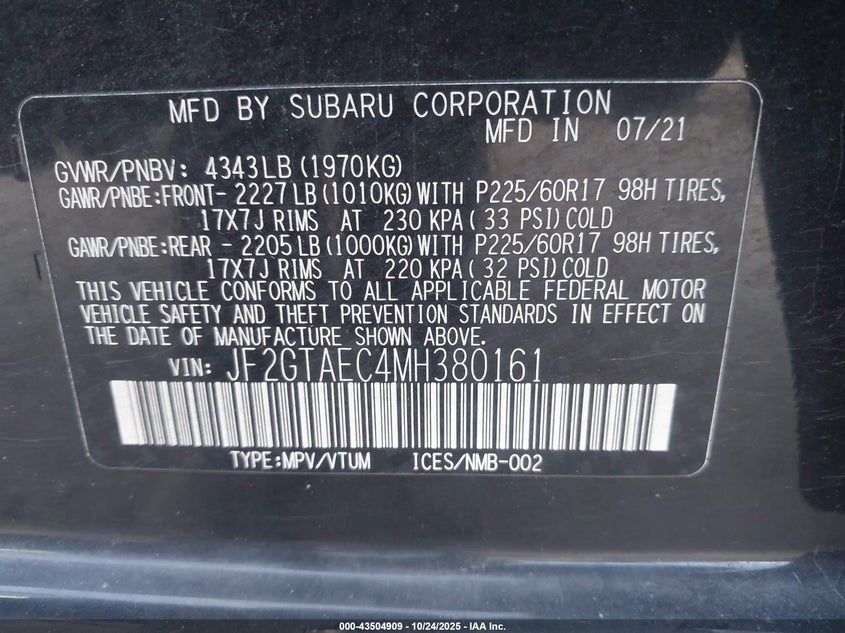 MFD BY SUBARU CORPORATION
MFD IN 07/21
GVWR/PNBV: 4343LB (1970KG)
GAWR/PNBE:FRONT- 2227 LB (1010KG) WITH P225/60R17 98H TIRES,
17X7J RIMS AT 230 KPA ( 33 PSI) COLD
GAWR/PNBE:REAR - 2205 LB (1000KG) WITH P225/60R17 98H TIRES,
17X7J RIMS AT 220 KPA ( 32 PSI) COLD
THIS VEHICLE CONFORMS TO ALL APPLICABLE FEDERAL MOTOR
VEHICLE SAFETY AND THEFT PREVENTION STANDARDS IN EFFECT ON
THE DATE OF MANUFACTURE SHOWN ABOVE.
VIN: JF2GTAEC4MH380161
TYPE:MPV/VTUM ICES/NMB-002
000-43504909 - 10/24/2025 - IAA Inc.